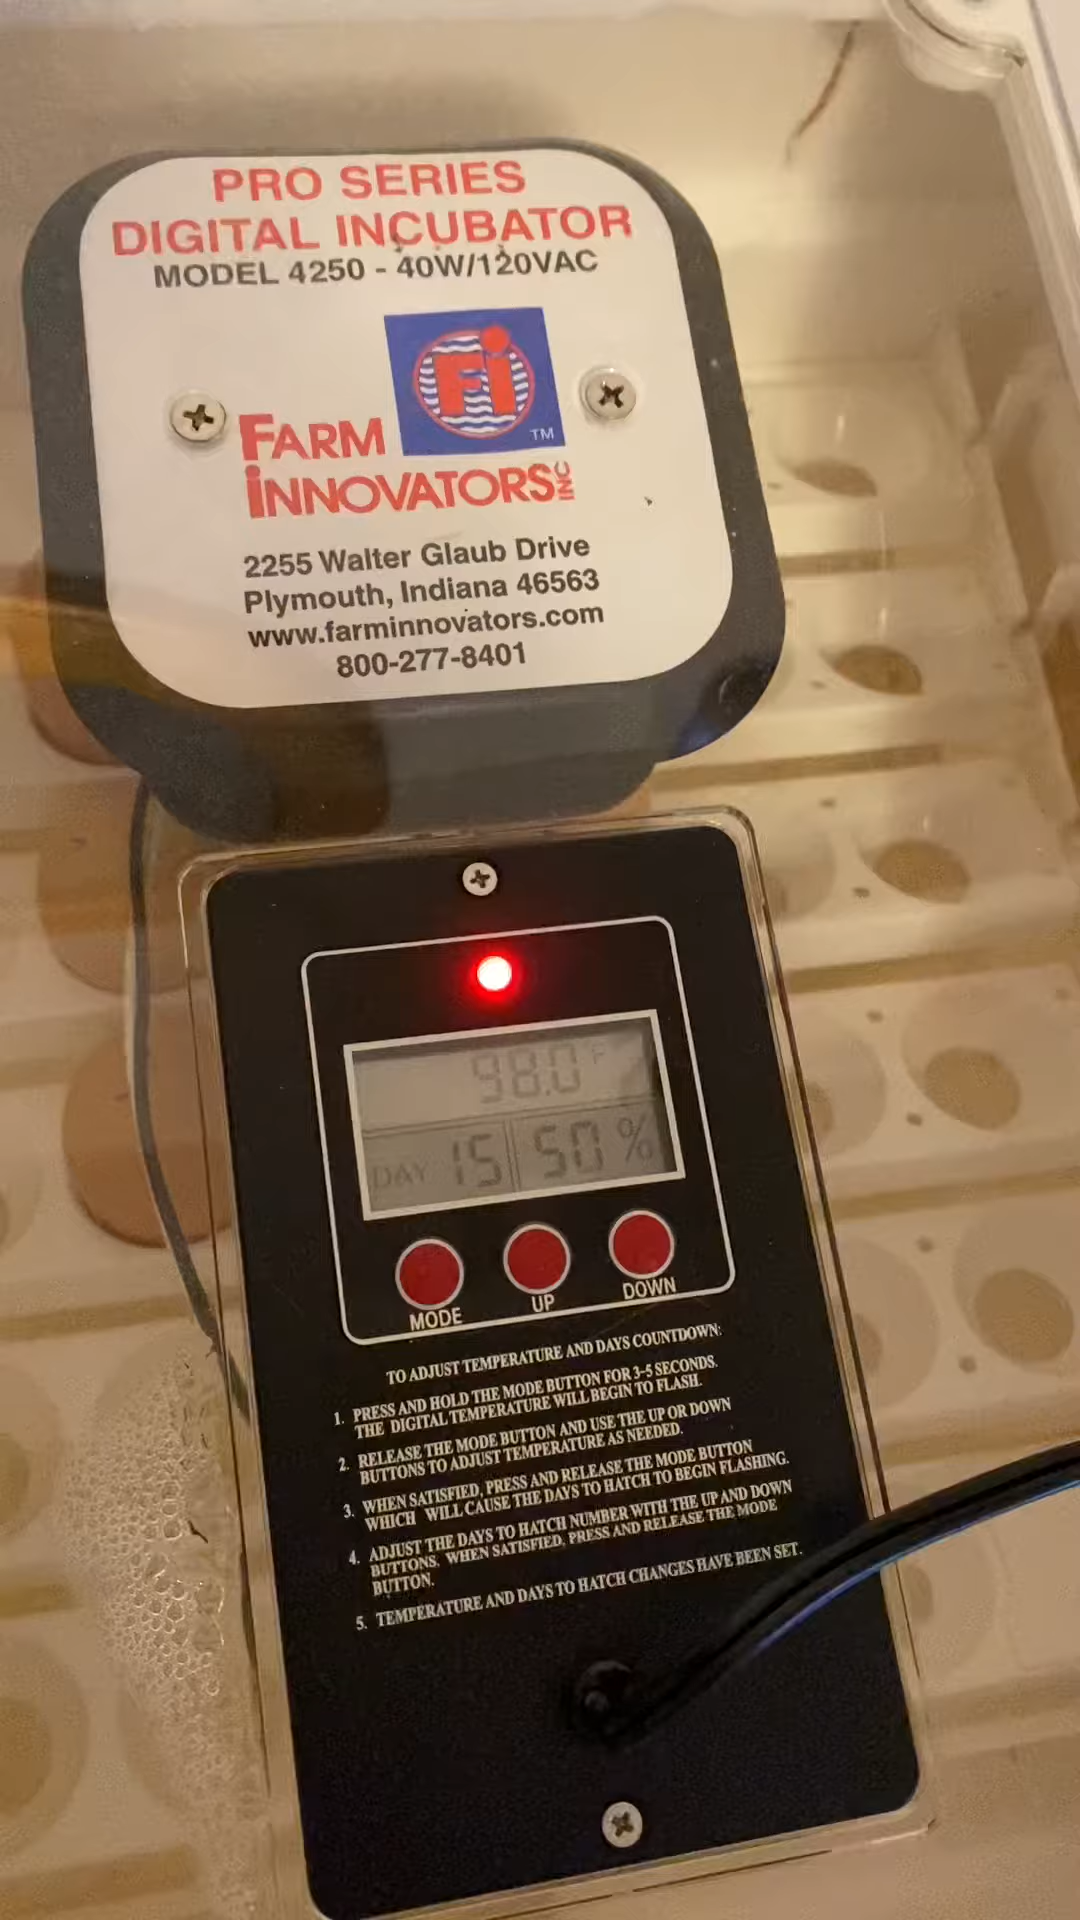 PRO SERIES
DIGITAL INCUBATOR
MODEL 4250 - 40W/120VAC
Fi
TM
FARM
INNOVATORS INC
2255 Walter Glaub Drive
Plymouth, Indiana 46563
www.farminnovators.com
800-277-8401
98.0 F
DAY 15 50 %
MODE UP DOWN
TO ADJUST TEMPERATURE AND DAYS COUNTDOWN:
1. PRESS AND HOLD THE MODE BUTTON FOR 3-5 SECONDS.
THE DIGITAL TEMPERATURE WILL BEGIN TO FLASH.
2. RELEASE THE MODE BUTTON AND USE THE UP OR DOWN
BUTTONS TO ADJUST TEMPERATURE AS NEEDED.
3. WHEN SATISFIED, PRESS AND RELEASE THE MODE BUTTON
WHICH WILL CAUSE THE DAYS TO HATCH TO BEGIN FLASHING.
4. ADJUST THE DAYS TO HATCH NUMBER WITH THE UP AND DOWN
BUTTONS. WHEN SATISFIED, PRESS AND RELEASE THE MODE
BUTTON.
5. TEMPERATURE AND DAYS TO HATCH CHANGES HAVE BEEN SET.